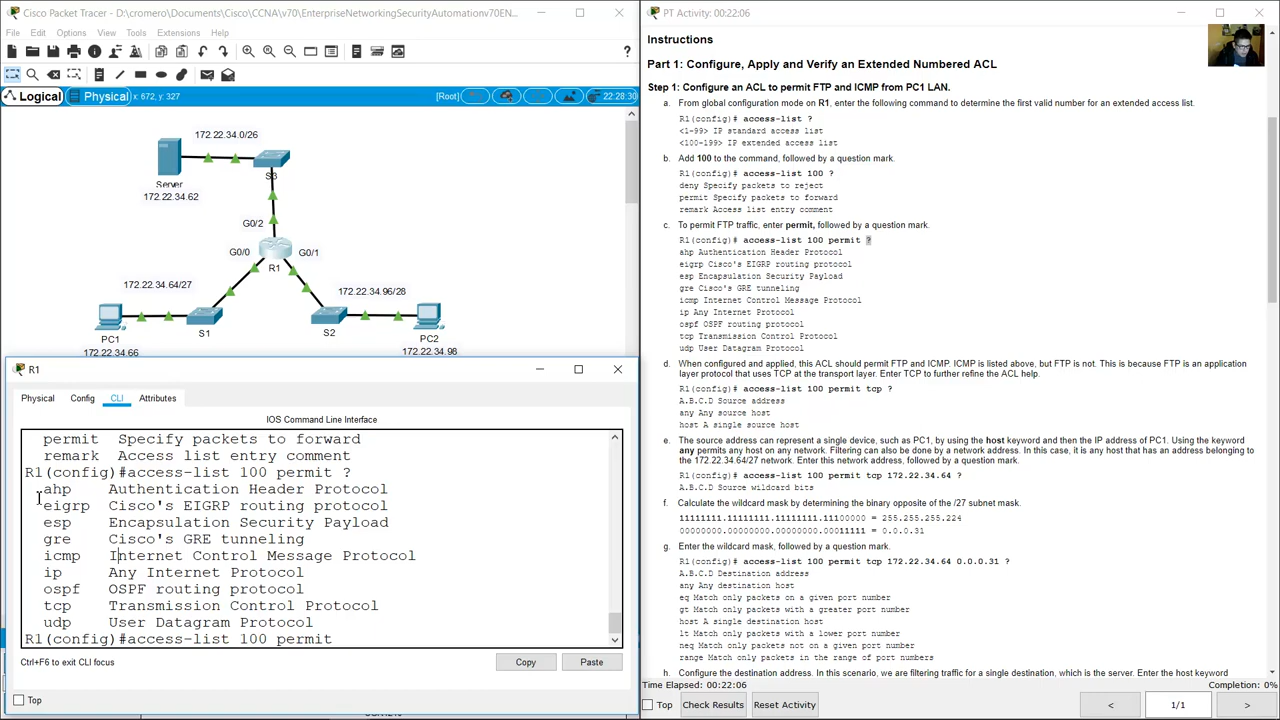 Cisco Packet Tracer - C:\Users\cromero\Documents\Cisco\CCNA\v70\EnterpriseNetworkingSecurityAutomationv70EN...
File Edit Options View Tools Extensions Help
?
Logical Physical x: 672, y: 327 [Root] 22:28:30
172.22.34.0/26
Server
172.22.34.62
S3
G0/2
G0/0 G0/1
R1
172.22.34.64/27
172.22.34.96/28
PC1 S1 S2 PC2
172.22.34.66 172.22.34.98
R1
Physical Config CLI Attributes
IOS Command Line Interface
permit Specify packets to forward
remark Access list entry comment
R1(config)#access-list 100 permit ?
ahp Authentication Header Protocol
eigrp Cisco's EIGRP routing protocol
esp Encapsulation Security Payload
gre Cisco's GRE tunneling
icmp Internet Control Message Protocol
ip Any Internet Protocol
ospf OSPF routing protocol
tcp Transmission Control Protocol
udp User Datagram Protocol
R1(config)#access-list 100 permit
Ctrl+F6 to exit CLI focus
Copy Paste
Top
PT Activity: 00:22:06
Instructions
Part 1: Configure, Apply and Verify an Extended Numbered ACL
Step 1: Configure an ACL to permit FTP and ICMP from PC1 LAN.
a. From global configuration mode on R1, enter the following command to determine the first valid number for an extended access list.
R1(config)# access-list ?
<1-99> IP standard access list
<100-199> IP extended access list
b. Add 100 to the command, followed by a question mark.
R1(config)# access-list 100 ?
deny Specify packets to reject
permit Specify packets to forward
remark Access list entry comment
c. To permit FTP traffic, enter permit, followed by a question mark.
R1(config)# access-list 100 permit ?
ahp Authentication Header Protocol
eigrp Cisco's EIGRP routing protocol
esp Encapsulation Security Payload
gre Cisco's GRE tunneling
icmp Internet Control Message Protocol
ip Any Internet Protocol
ospf OSPF routing protocol
tcp Transmission Control Protocol
udp User Datagram Protocol
d. When configured and applied, this ACL should permit FTP and ICMP. ICMP is listed above, but FTP is not. This is because FTP is an application
layer protocol that uses TCP at the transport layer. Enter TCP to further refine the ACL help.
R1(config)# access-list 100 permit tcp ?
A.B.C.D Source address
any Any source host
host A single source host
e. The source address can represent a single device, such as PC1, by using the host keyword and then the IP address of PC1. Using the keyword
any permits any host on any network. Filtering can also be done by a network address. In this case, it is any host that has an address belonging to
the 172.22.34.64/27 network. Enter this network address, followed by a question mark.
R1(config)# access-list 100 permit tcp 172.22.34.64 ?
A.B.C.D Source wildcard bits
f. Calculate the wildcard mask by determining the binary opposite of the /27 subnet mask.
11111111.11111111.11111111.11100000 = 255.255.255.224
00000000.00000000.00000000.00011111 = 0.0.0.31
g. Enter the wildcard mask, followed by a question mark.
R1(config)# access-list 100 permit tcp 172.22.34.64 0.0.0.31 ?
A.B.C.D Destination address
any Any destination host
eq Match only packets on a given port number
gt Match only packets with a greater port number
host A single destination host
lt Match only packets with a lower port number
neq Match only packets not on a given port number
range Match only packets in the range of port numbers
h. Configure the destination address. In this scenario, we are filtering traffic for a single destination, which is the server. Enter the host keyword
Time Elapsed: 00:22:06 Completion: 0%
Top Check Results Reset Activity < 1/1 >